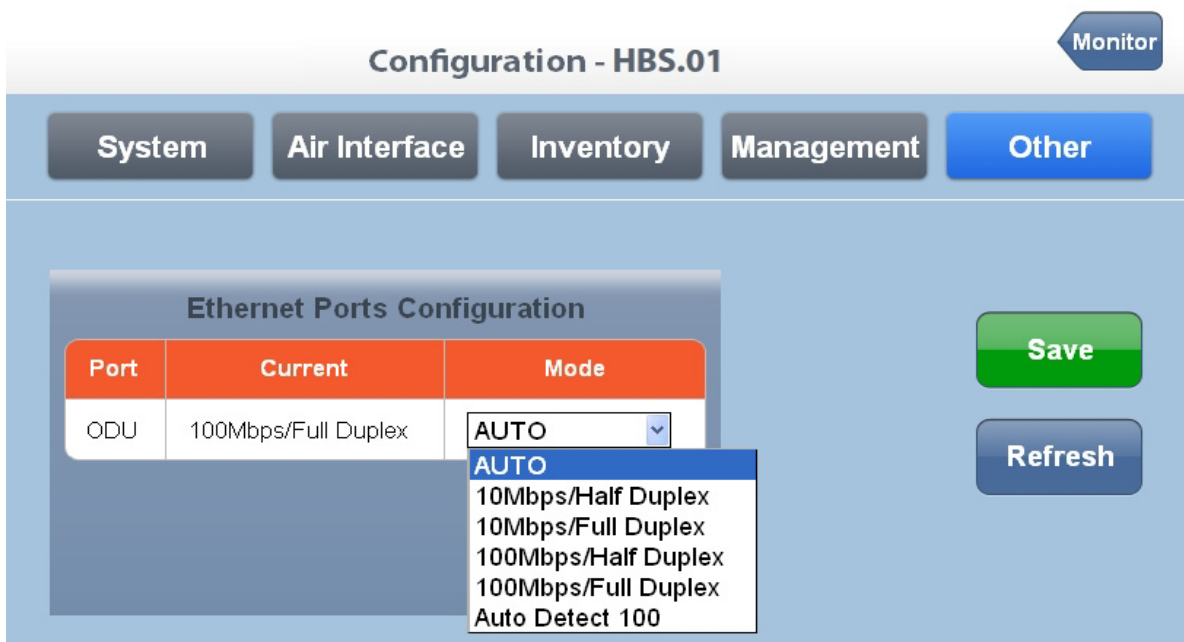 Monitor
Configuration - HBS.01
System Air Interface Inventory Management Other
Ethernet Ports Configuration
Port Current Mode
ODU 100Mbps/Full Duplex AUTO
AUTO
10Mbps/Half Duplex
10Mbps/Full Duplex
100Mbps/Half Duplex
100Mbps/Full Duplex
Auto Detect 100
Save
Refresh